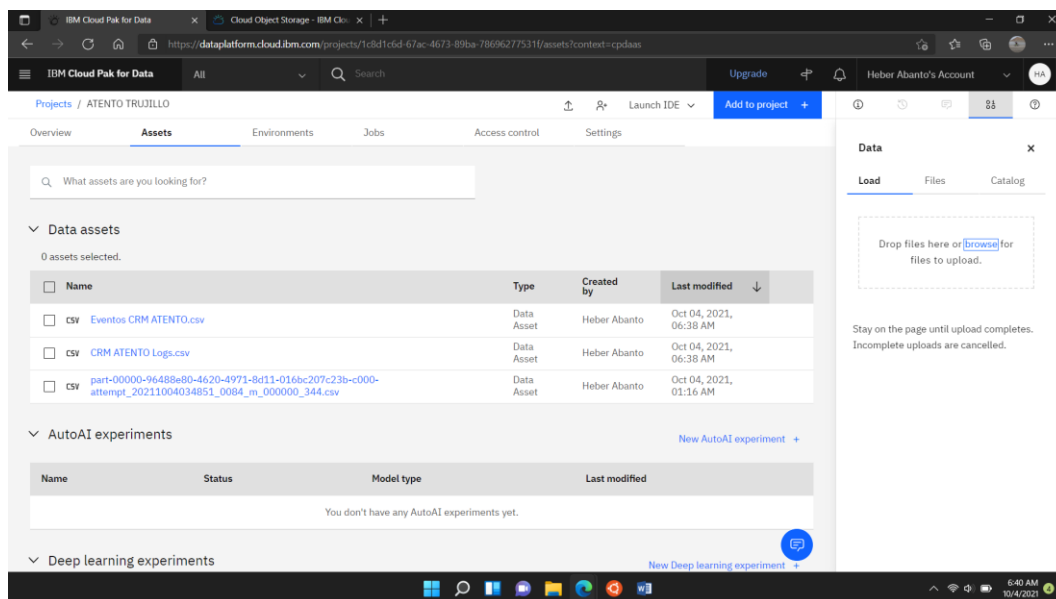 IBM Cloud Pak for Data
Cloud Object Storage - IBM Clou
https://dataplatform.cloud.ibm.com/projects/1c8d1c6d-67ac-4673-89ba-78696277531f/assets?context=cpdaas
IBM Cloud Pak for Data All Search Upgrade Heber Abanto's Account HA
Projects / ATENTO TRUJILLO Launch IDE Add to project +
Overview Assets Environments Jobs Access control Settings
Data
Load Files Catalog
What assets are you looking for?
Drop files here or browse for
files to upload.
Stay on the page until upload completes.
Incomplete uploads are cancelled.
Data assets
0 assets selected.
Name Type Created by Last modified
CSV Eventos CRM ATENTO.csv Data Asset Heber Abanto Oct 04, 2021, 06:38 AM
CSV CRM ATENTO Logs.csv Data Asset Heber Abanto Oct 04, 2021, 06:38 AM
CSV part-00000-96488e80-4620-4971-8d11-016bc207c23b-c000-
attempt_20211004034851_0084_m_000000_344.csv Data Asset Heber Abanto Oct 04, 2021, 01:16 AM
AutoAI experiments New AutoAI experiment +
Name Status Model type Last modified
You don't have any AutoAI experiments yet.
Deep learning experiments New Deep learning experiment +
6:40 AM
10/4/2021 4